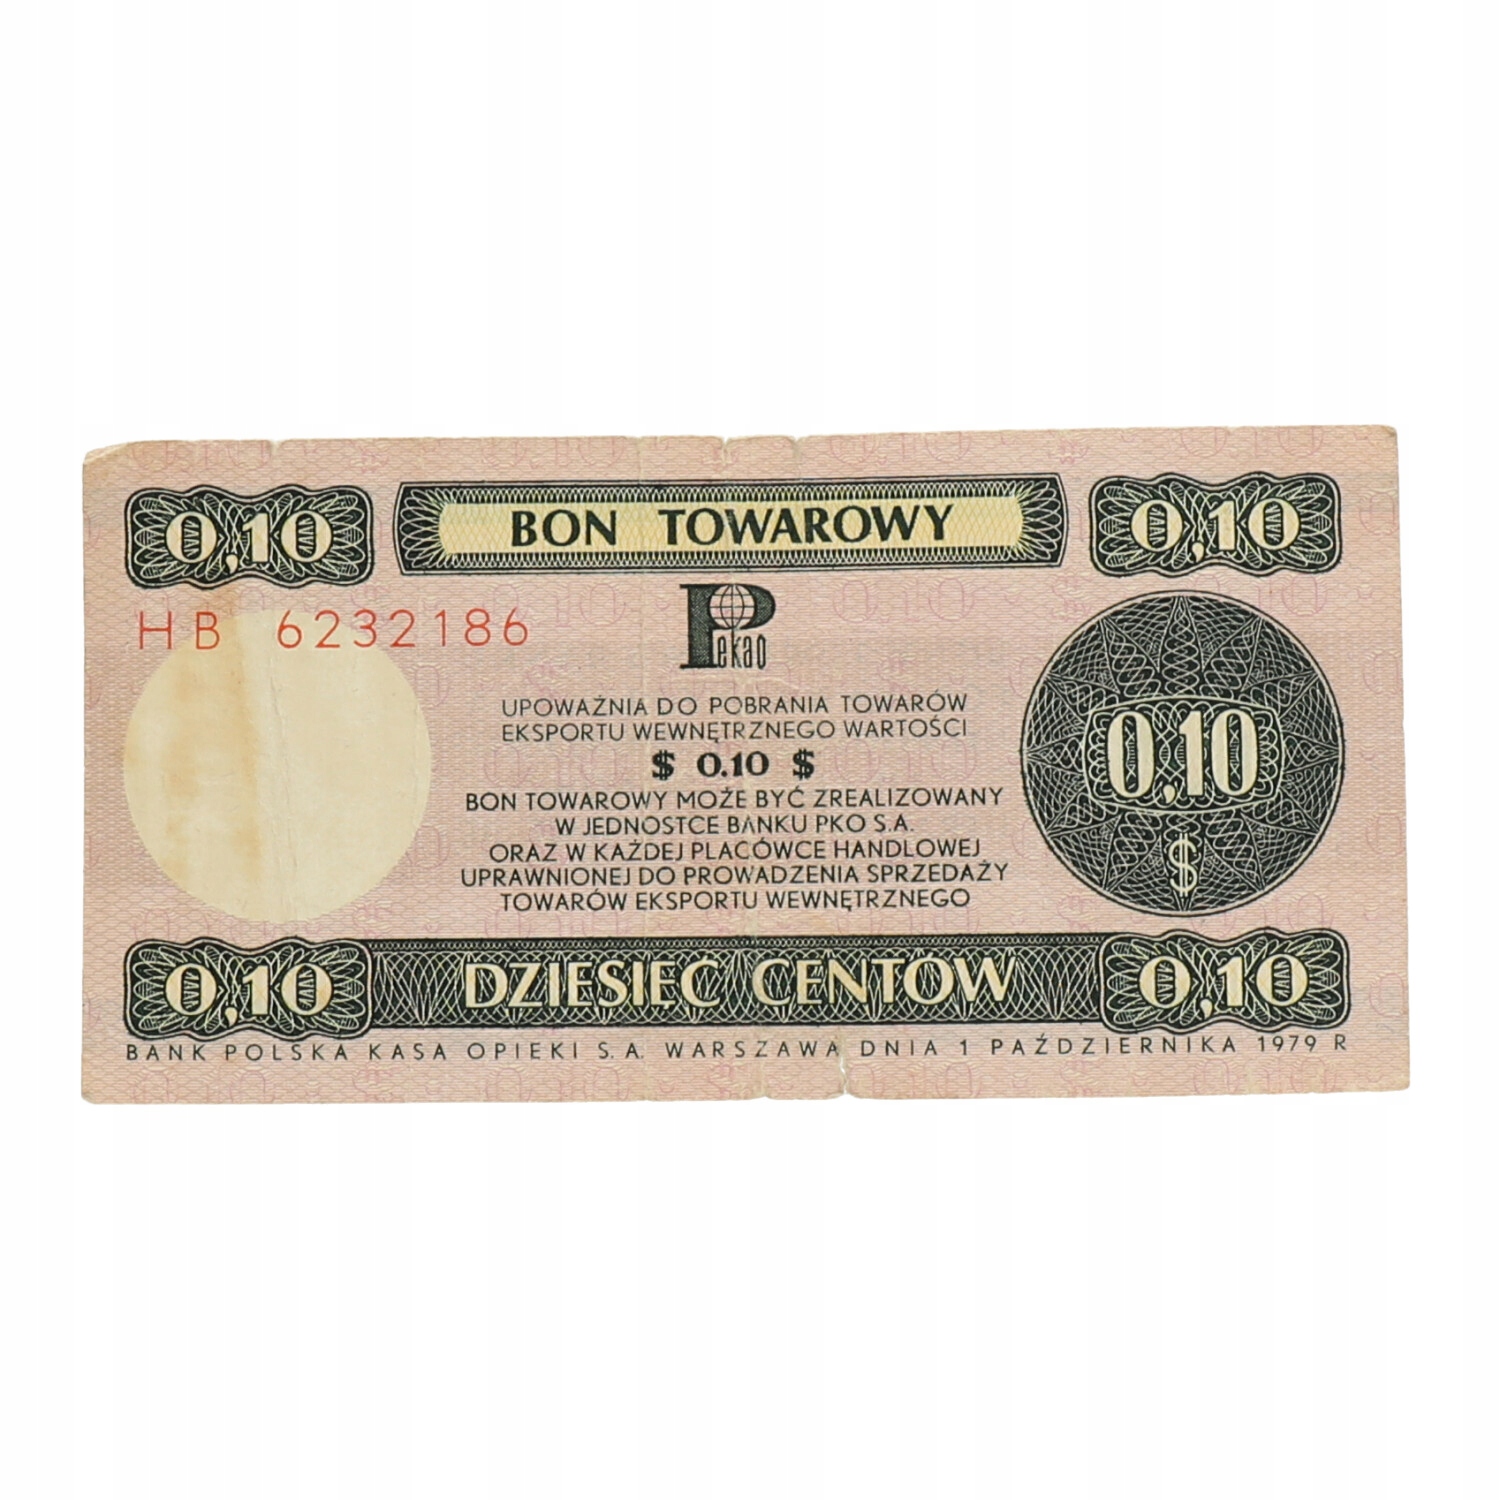 0,10 BON TOWAROWY 0,10
HB 6232186
Pekao
UPOWAŻNIA DO POBRANIA TOWARÓW
EKSPORTU WEWNĘTRZNEGO WARTOŚCI
$ 0.10 $
BON TOWAROWY MOŻE BYĆ ZREALIZOWANY
W JEDNOSTCE BANKU PKO S.A.
ORAZ W KAŻDEJ PLACÓWCE HANDLOWEJ
UPRAWNIONEJ DO PROWADZENIA SPRZEDAŻY
TOWARÓW EKSPORTU WEWNĘTRZNEGO
0,10
$
0,10 DZIESIĘĆ CENTÓW 0,10
BANK POLSKA KASA OPIEKI S.A. WARSZAWA DNIA 1 PAŹDZIERNIKA 1979 R